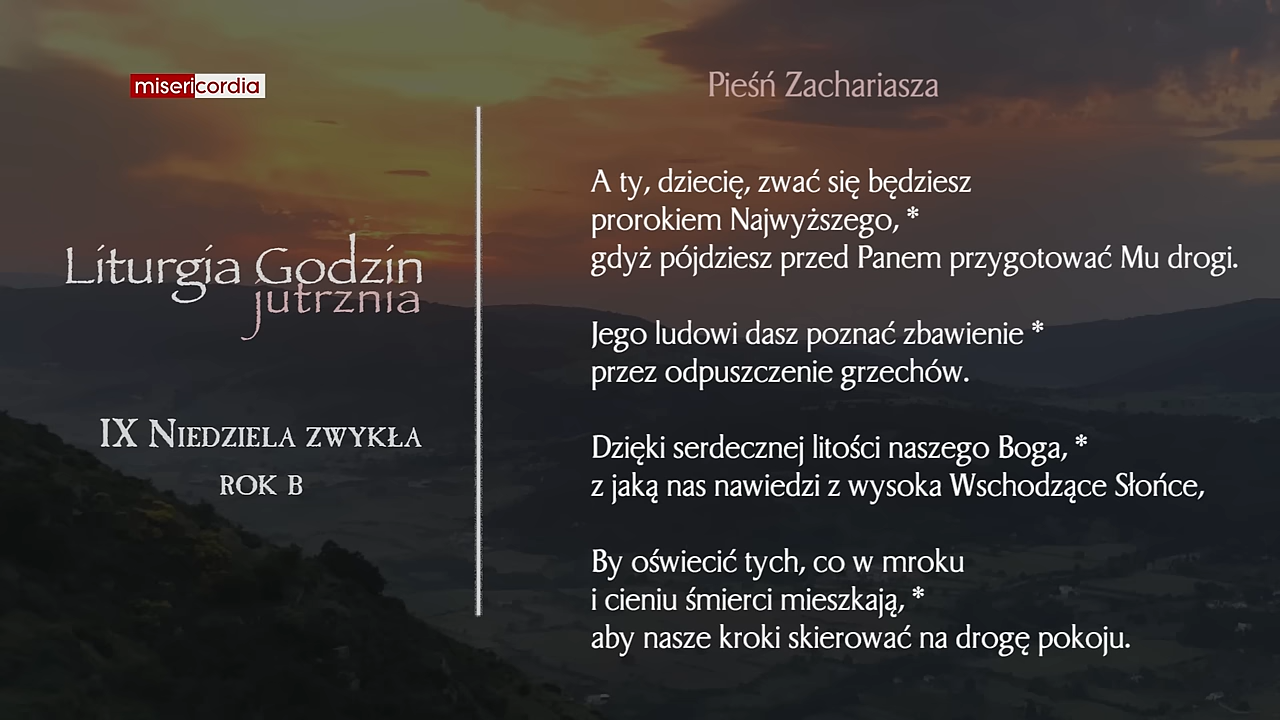 misericordia
Liturgia Godzin
jutrznia
IX Niedziela zwykła
rok B
Pieśń Zachariasza
A ty, dziecię, zwać się będziesz
prorokiem Najwyższego, *
gdyż pójdziesz przed Panem przygotować Mu drogi.
Jego ludowi dasz poznać zbawienie *
przez odpuszczenie grzechów.
Dzięki serdecznej litości naszego Boga, *
z jaką nas nawiedzi z wysoka Wschodzące Słońce,
By oświecić tych, co w mroku
i cieniu śmierci mieszkają, *
aby nasze kroki skierować na drogę pokoju.